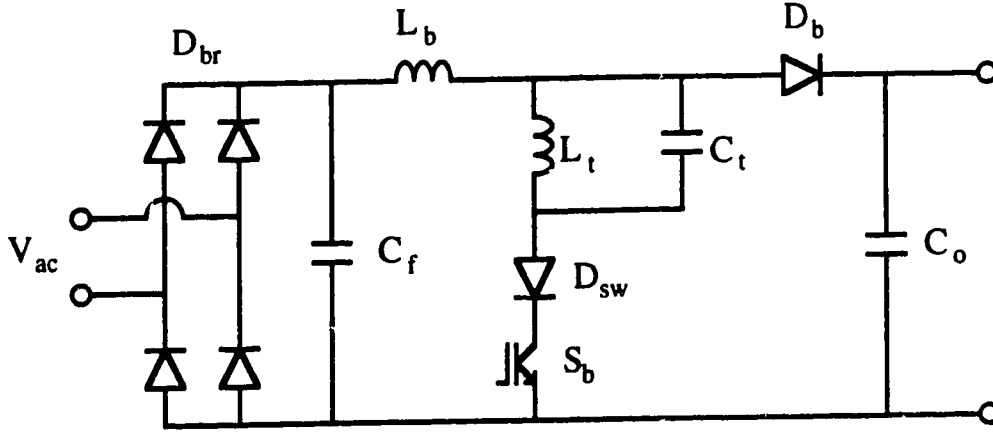 D_br
L_b
D_b
L_t
C_t
V_ac
C_f
D_sw
C_o
S_b